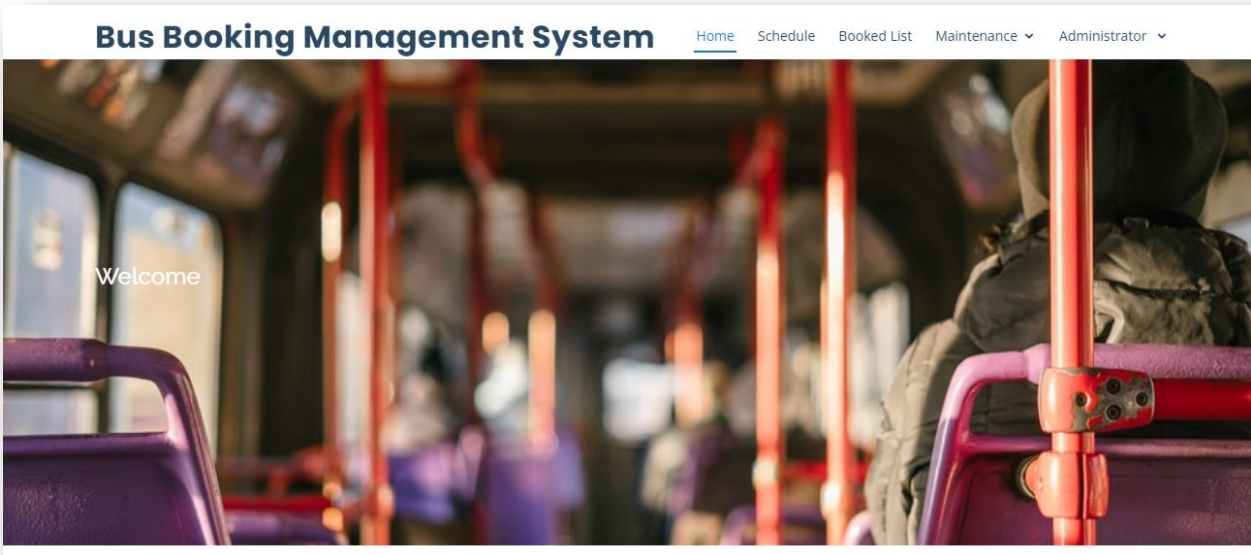 Bus Booking Management System
Home Schedule Booked List Maintenance Administrator
Welcome